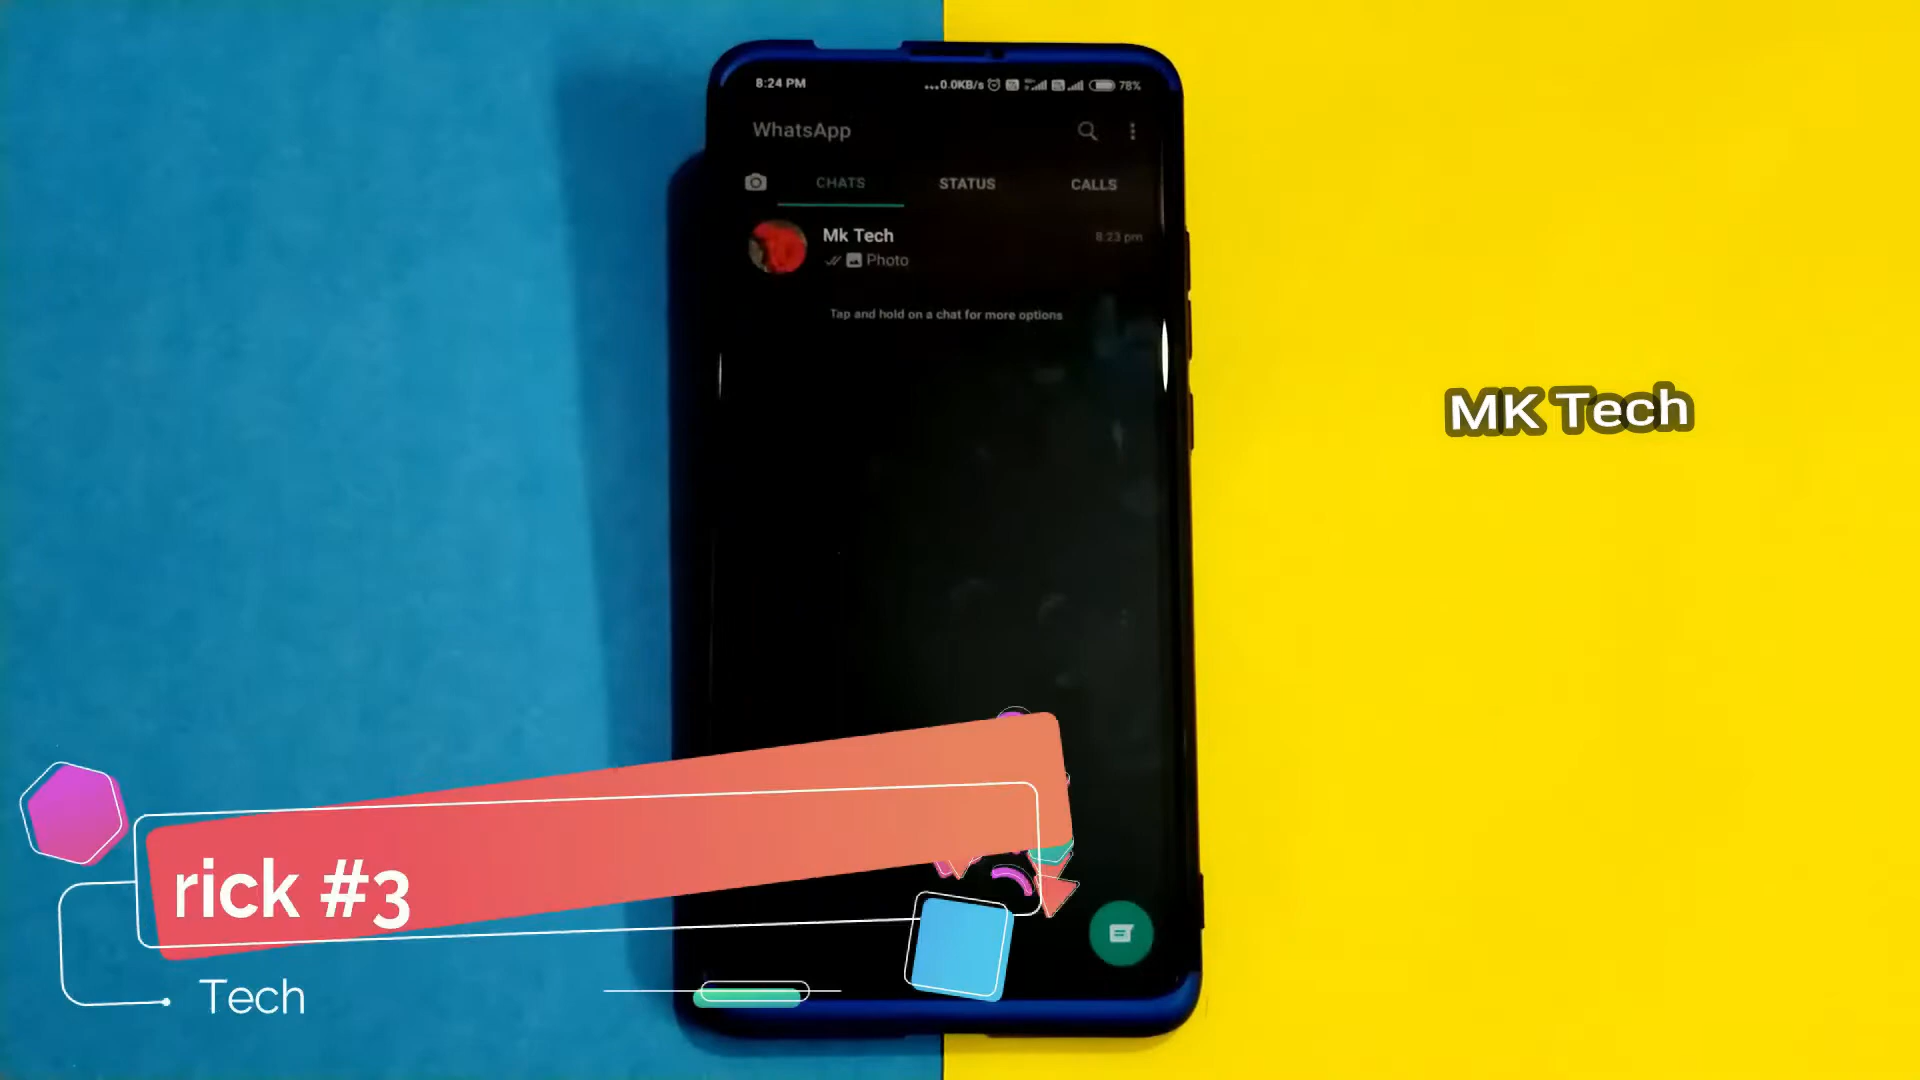 8:24 PM
...0.0KB/s 78%
WhatsApp
CHATS STATUS CALLS
Mk Tech 8:23 pm
Photo
Tap and hold on a chat for more options
MK Tech
rick #3
Tech